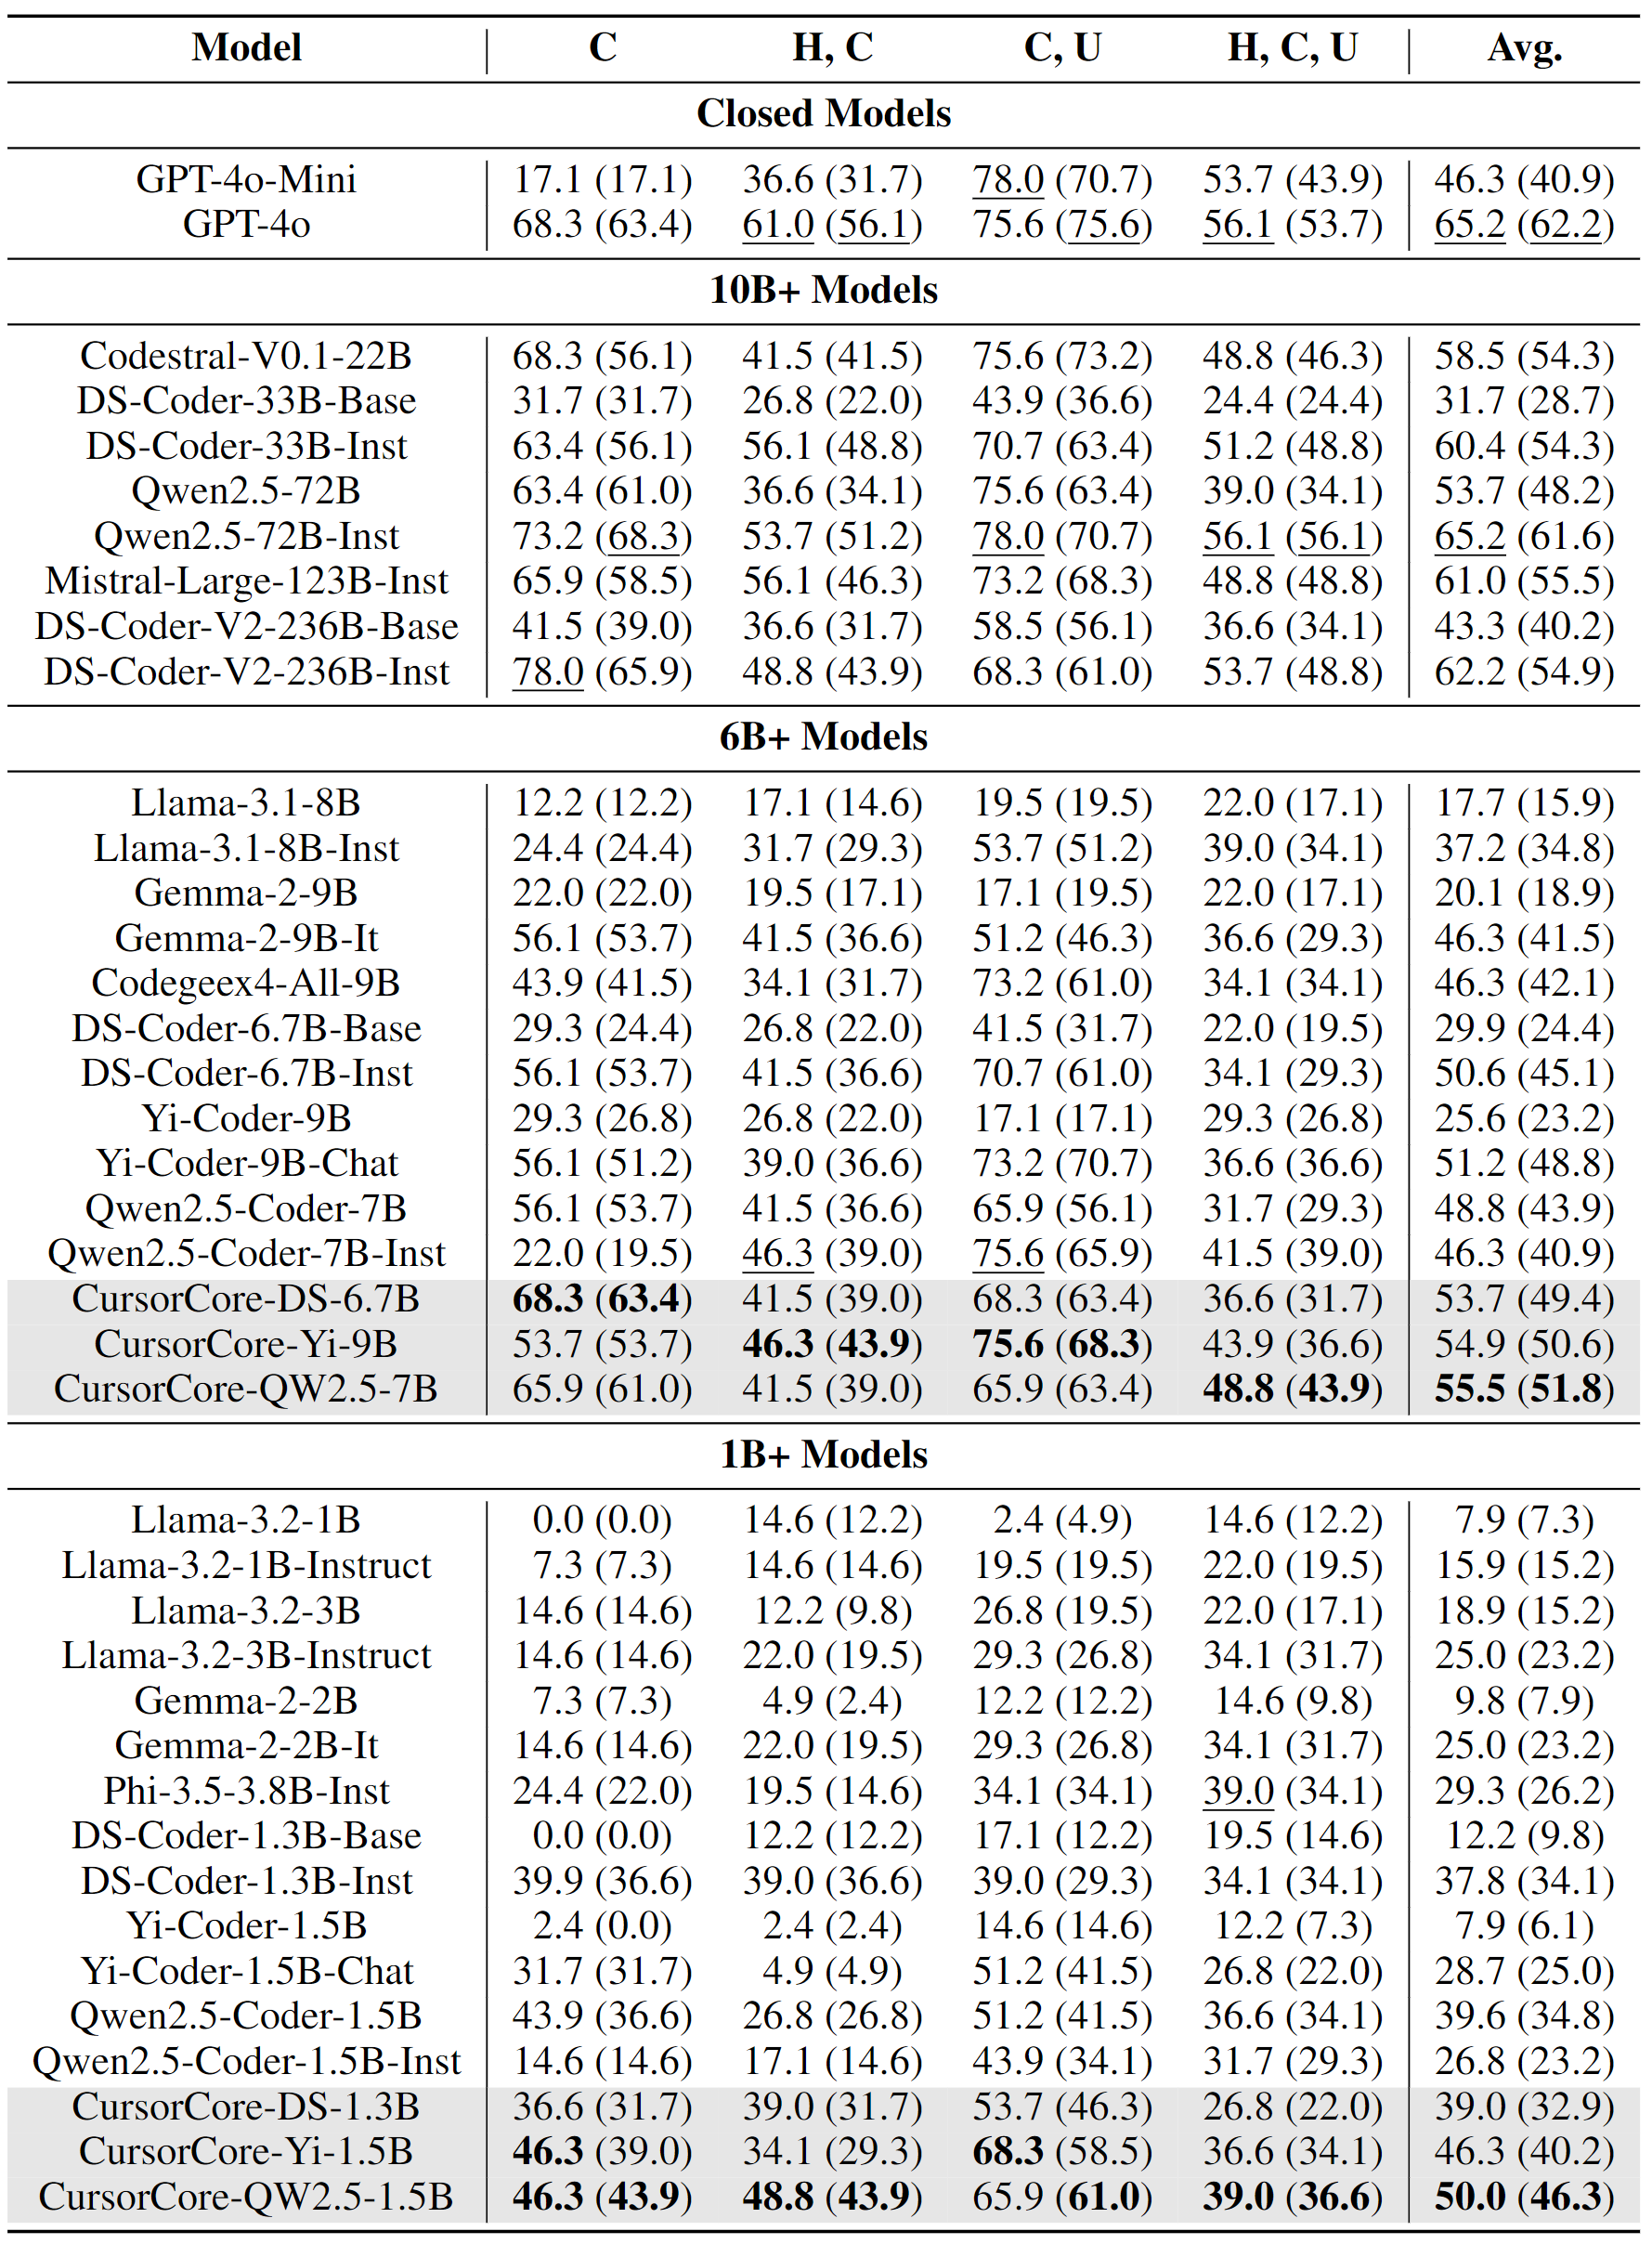 Model C H, C C, U H, C, U Avg.
Closed Models
GPT-4o-Mini 17.1 (17.1) 36.6 (31.7) 78.0 (70.7) 53.7 (43.9) 46.3 (40.9)
GPT-4o 68.3 (63.4) 61.0 (56.1) 75.6 (75.6) 56.1 (53.7) 65.2 (62.2)
10B+ Models
Codestral-V0.1-22B 68.3 (56.1) 41.5 (41.5) 75.6 (73.2) 48.8 (46.3) 58.5 (54.3)
DS-Coder-33B-Base 31.7 (31.7) 26.8 (22.0) 43.9 (36.6) 24.4 (24.4) 31.7 (28.7)
DS-Coder-33B-Inst 63.4 (56.1) 56.1 (48.8) 70.7 (63.4) 51.2 (48.8) 60.4 (54.3)
Qwen2.5-72B 63.4 (61.0) 36.6 (34.1) 75.6 (63.4) 39.0 (34.1) 53.7 (48.2)
Qwen2.5-72B-Inst 73.2 (68.3) 53.7 (51.2) 78.0 (70.7) 56.1 (56.1) 65.2 (61.6)
Mistral-Large-123B-Inst 65.9 (58.5) 56.1 (46.3) 73.2 (68.3) 48.8 (48.8) 61.0 (55.5)
DS-Coder-V2-236B-Base 41.5 (39.0) 36.6 (31.7) 58.5 (56.1) 36.6 (34.1) 43.3 (40.2)
DS-Coder-V2-236B-Inst 78.0 (65.9) 48.8 (43.9) 68.3 (61.0) 53.7 (48.8) 62.2 (54.9)
6B+ Models
Llama-3.1-8B 12.2 (12.2) 17.1 (14.6) 19.5 (19.5) 22.0 (17.1) 17.7 (15.9)
Llama-3.1-8B-Inst 24.4 (24.4) 31.7 (29.3) 53.7 (51.2) 39.0 (34.1) 37.2 (34.8)
Gemma-2-9B 22.0 (22.0) 19.5 (17.1) 17.1 (19.5) 22.0 (17.1) 20.1 (18.9)
Gemma-2-9B-It 56.1 (53.7) 41.5 (36.6) 51.2 (46.3) 36.6 (29.3) 46.3 (41.5)
Codegeex4-All-9B 43.9 (41.5) 34.1 (31.7) 73.2 (61.0) 34.1 (34.1) 46.3 (42.1)
DS-Coder-6.7B-Base 29.3 (24.4) 26.8 (22.0) 41.5 (31.7) 22.0 (19.5) 29.9 (24.4)
DS-Coder-6.7B-Inst 56.1 (53.7) 41.5 (36.6) 70.7 (61.0) 34.1 (29.3) 50.6 (45.1)
Yi-Coder-9B 29.3 (26.8) 26.8 (22.0) 17.1 (17.1) 29.3 (26.8) 25.6 (23.2)
Yi-Coder-9B-Chat 56.1 (51.2) 39.0 (36.6) 73.2 (70.7) 36.6 (36.6) 51.2 (48.8)
Qwen2.5-Coder-7B 56.1 (53.7) 41.5 (36.6) 65.9 (56.1) 31.7 (29.3) 48.8 (43.9)
Qwen2.5-Coder-7B-Inst 22.0 (19.5) 46.3 (39.0) 75.6 (65.9) 41.5 (39.0) 46.3 (40.9)
CursorCore-DS-6.7B 68.3 (63.4) 41.5 (39.0) 68.3 (63.4) 36.6 (31.7) 53.7 (49.4)
CursorCore-Yi-9B 53.7 (53.7) 46.3 (43.9) 75.6 (68.3) 43.9 (36.6) 54.9 (50.6)
CursorCore-QW2.5-7B 65.9 (61.0) 41.5 (39.0) 65.9 (63.4) 48.8 (43.9) 55.5 (51.8)
1B+ Models
Llama-3.2-1B 0.0 (0.0) 14.6 (12.2) 2.4 (4.9) 14.6 (12.2) 7.9 (7.3)
Llama-3.2-1B-Instruct 7.3 (7.3) 14.6 (14.6) 19.5 (19.5) 22.0 (19.5) 15.9 (15.2)
Llama-3.2-3B 14.6 (14.6) 12.2 (9.8) 26.8 (19.5) 22.0 (17.1) 18.9 (15.2)
Llama-3.2-3B-Instruct 14.6 (14.6) 22.0 (19.5) 29.3 (26.8) 34.1 (31.7) 25.0 (23.2)
Gemma-2-2B 7.3 (7.3) 4.9 (2.4) 12.2 (12.2) 14.6 (9.8) 9.8 (7.9)
Gemma-2-2B-It 14.6 (14.6) 22.0 (19.5) 29.3 (26.8) 34.1 (31.7) 25.0 (23.2)
Phi-3.5-3.8B-Inst 24.4 (22.0) 19.5 (14.6) 34.1 (34.1) 39.0 (34.1) 29.3 (26.2)
DS-Coder-1.3B-Base 0.0 (0.0) 12.2 (12.2) 17.1 (12.2) 19.5 (14.6) 12.2 (9.8)
DS-Coder-1.3B-Inst 39.9 (36.6) 39.0 (36.6) 39.0 (29.3) 34.1 (34.1) 37.8 (34.1)
Yi-Coder-1.5B 2.4 (0.0) 2.4 (2.4) 14.6 (14.6) 12.2 (7.3) 7.9 (6.1)
Yi-Coder-1.5B-Chat 31.7 (31.7) 4.9 (4.9) 51.2 (41.5) 26.8 (22.0) 28.7 (25.0)
Qwen2.5-Coder-1.5B 43.9 (36.6) 26.8 (26.8) 51.2 (41.5) 36.6 (34.1) 39.6 (34.8)
Qwen2.5-Coder-1.5B-Inst 14.6 (14.6) 17.1 (14.6) 43.9 (34.1) 31.7 (29.3) 26.8 (23.2)
CursorCore-DS-1.3B 36.6 (31.7) 39.0 (31.7) 53.7 (46.3) 26.8 (22.0) 39.0 (32.9)
CursorCore-Yi-1.5B 46.3 (39.0) 34.1 (29.3) 68.3 (58.5) 36.6 (34.1) 46.3 (40.2)
CursorCore-QW2.5-1.5B 46.3 (43.9) 48.8 (43.9) 65.9 (61.0) 39.0 (36.6) 50.0 (46.3)